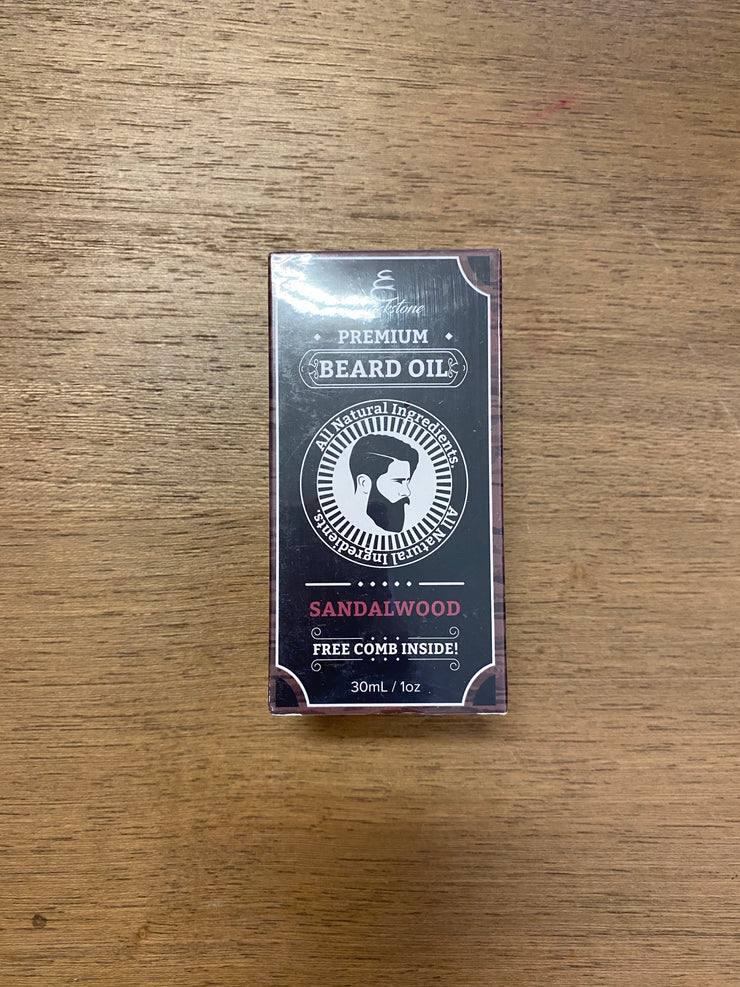 PREMIUM
BEARD OIL
All Natural Ingredients.
All Natural Ingredients.
SANDALWOOD
FREE COMB INSIDE!
30mL / 1oz